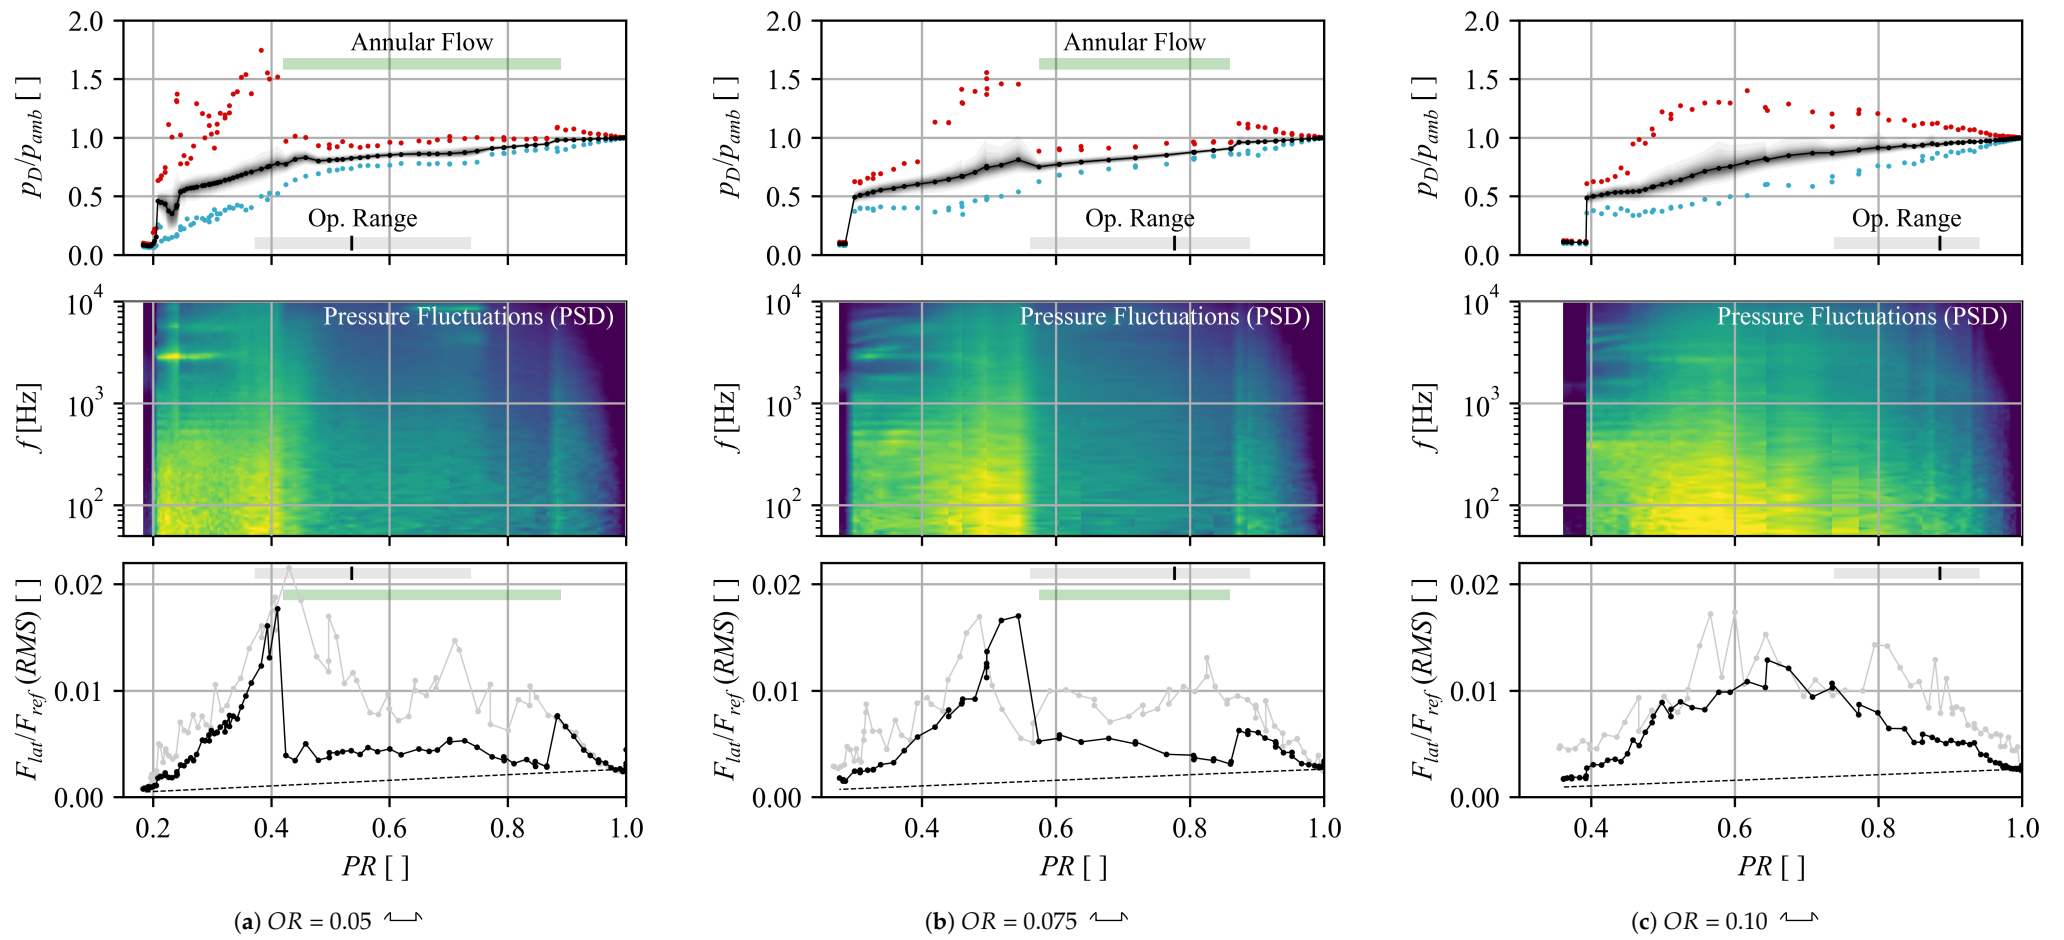 2.0
1.5
1.0
0.5
0.0
p_D/p_amb [ ]
Annular Flow
Op. Range
2.0
1.5
1.0
0.5
0.0
p_D/p_amb [ ]
Annular Flow
Op. Range
2.0
1.5
1.0
0.5
0.0
p_D/p_amb [ ]
Op. Range
10^4
10^3
10^2
f [Hz]
Pressure Fluctuations (PSD)
10^4
10^3
10^2
f [Hz]
Pressure Fluctuations (PSD)
10^4
10^3
10^2
f [Hz]
Pressure Fluctuations (PSD)
0.02
0.01
0.00
F_lat/F_ref (RMS) [ ]
0.2 0.4 0.6 0.8 1.0
PR [ ]
0.02
0.01
0.00
F_lat/F_ref (RMS) [ ]
0.4 0.6 0.8 1.0
PR [ ]
0.02
0.01
0.00
F_lat/F_ref (RMS) [ ]
0.4 0.6 0.8 1.0
PR [ ]
(a) OR = 0.05
(b) OR = 0.075
(c) OR = 0.10